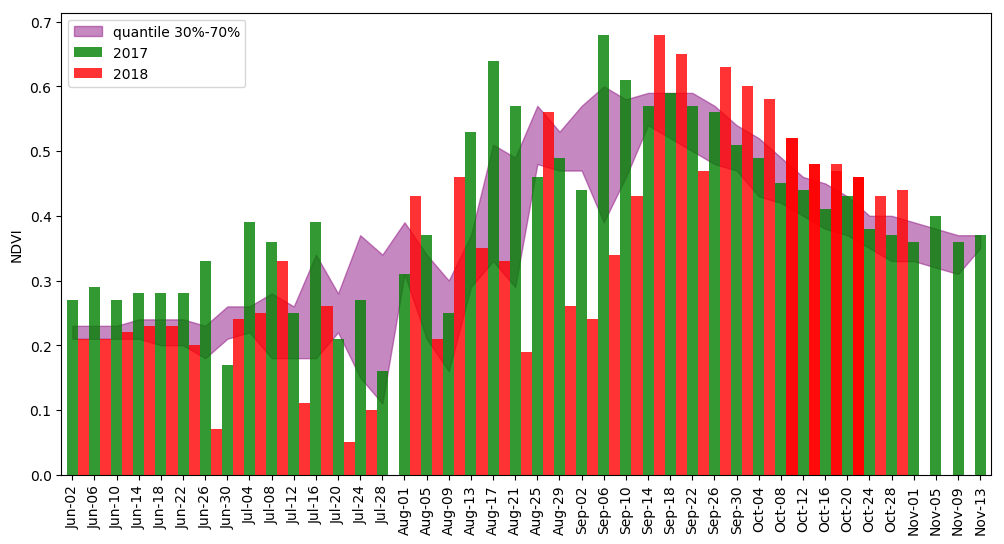 quantile 30%-70%
2017
2018
NDVI
0.7
0.6
0.5
0.4
0.3
0.2
0.1
0.0
Jun-02
Jun-06
Jun-10
Jun-14
Jun-18
Jun-22
Jun-26
Jun-30
Jul-04
Jul-08
Jul-12
Jul-16
Jul-20
Jul-24
Jul-28
Aug-01
Aug-05
Aug-09
Aug-13
Aug-17
Aug-21
Aug-25
Aug-29
Sep-02
Sep-06
Sep-10
Sep-14
Sep-18
Sep-22
Sep-26
Sep-30
Oct-04
Oct-08
Oct-12
Oct-16
Oct-20
Oct-24
Oct-28
Nov-01
Nov-05
Nov-09
Nov-13